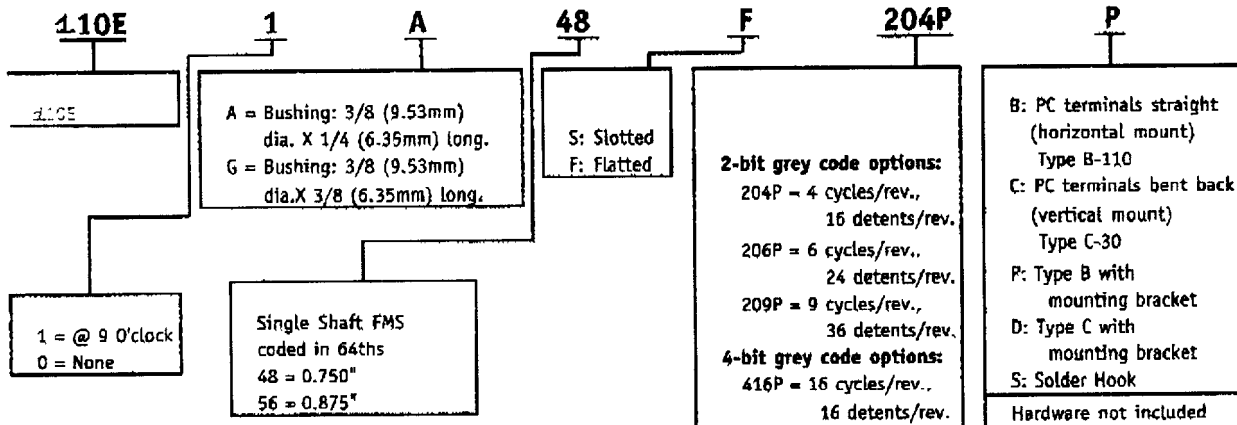 110E 1 A 48 F 204P P
110E
A = Bushing: 3/8 (9.53mm)
dia. X 1/4 (6.35mm) long.
G = Bushing: 3/8 (9.53mm)
dia.X 3/8 (6.35mm) long.
S: Slotted
F: Flatted
1 = @ 9 O'clock
0 = None
Single Shaft FMS
coded in 64ths
48 = 0.750"
56 = 0.875"
2-bit grey code options:
204P = 4 cycles/rev.,
16 detents/rev.
206P = 6 cycles/rev.,
24 detents/rev.
209P = 9 cycles/rev.,
36 detents/rev.
4-bit grey code options:
416P = 16 cycles/rev.,
16 detents/rev.
B: PC terminals straight
(horizontal mount)
Type B-110
C: PC terminals bent back
(vertical mount)
Type C-30
P: Type B with
mounting bracket
D: Type C with
mounting bracket
S: Solder Hook
Hardware not included